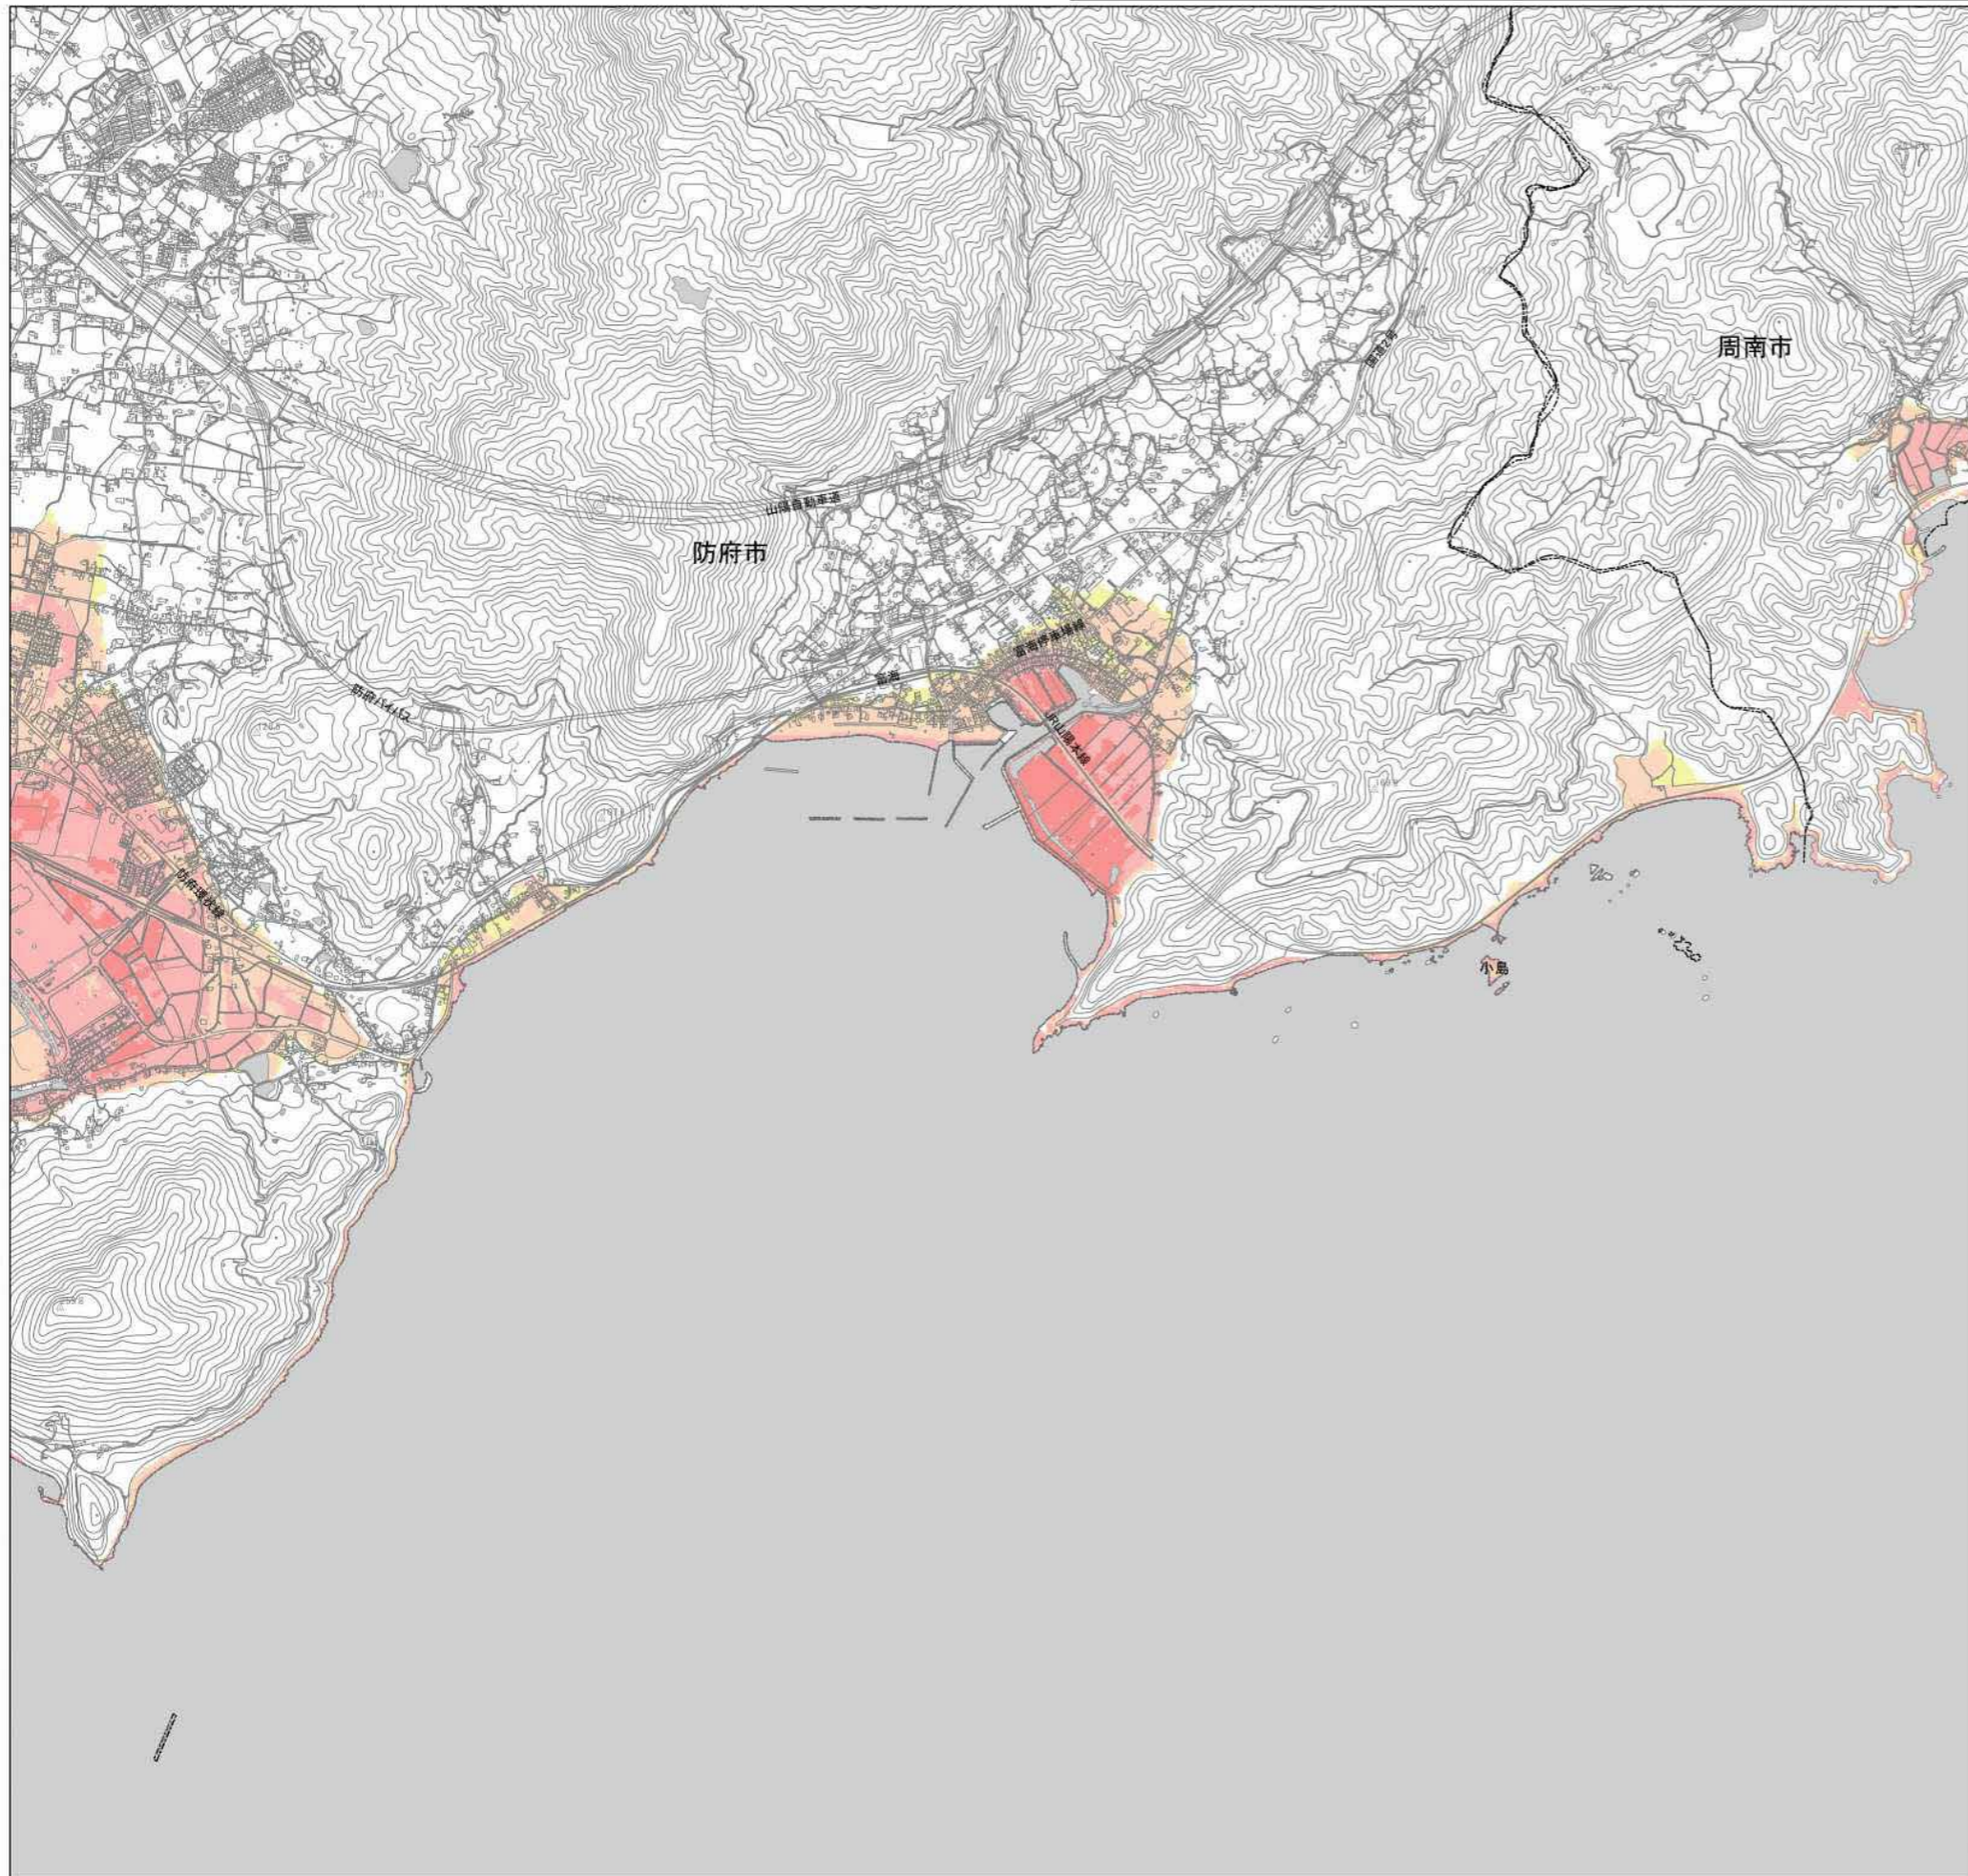 周南市
国道2号
山陽自動車道
防府市
富海停車場線
富海
防府バイパス
JR山陽本線
防府環状線
小島